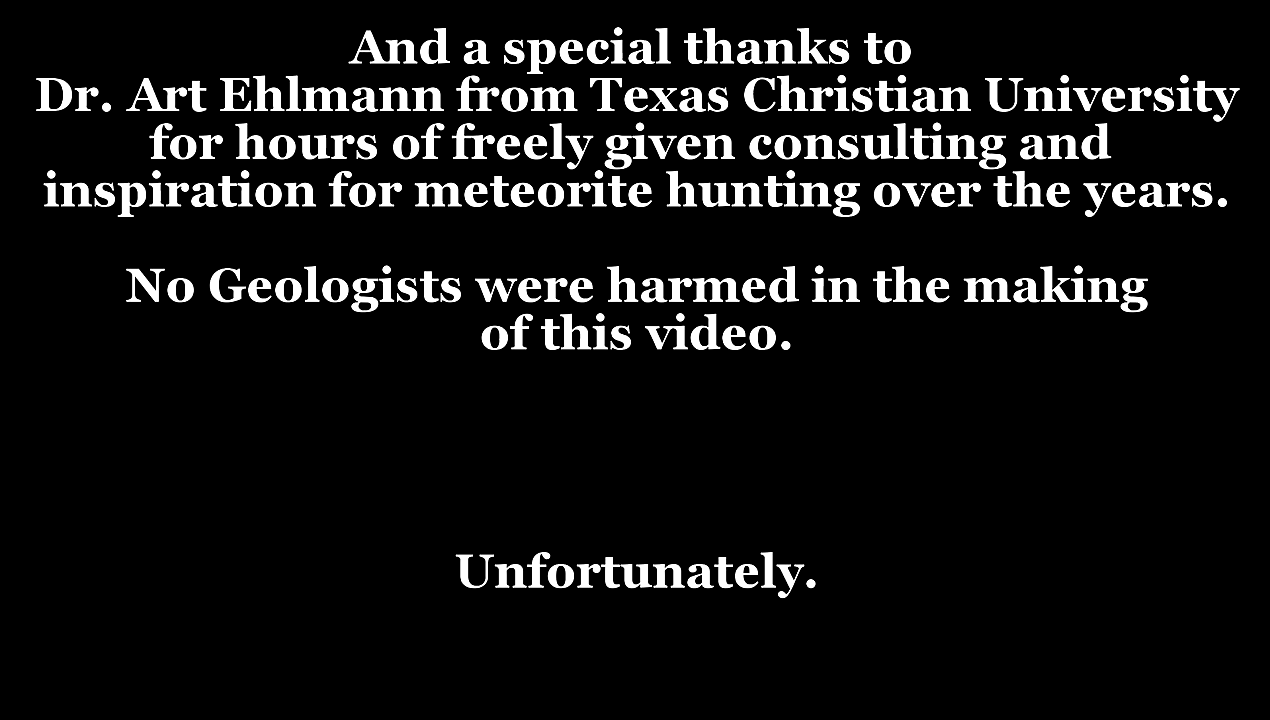 And a special thanks to
Dr. Art Ehlmann from Texas Christian University
for hours of freely given consulting and
inspiration for meteorite hunting over the years.
No Geologists were harmed in the making
of this video.
Unfortunately.